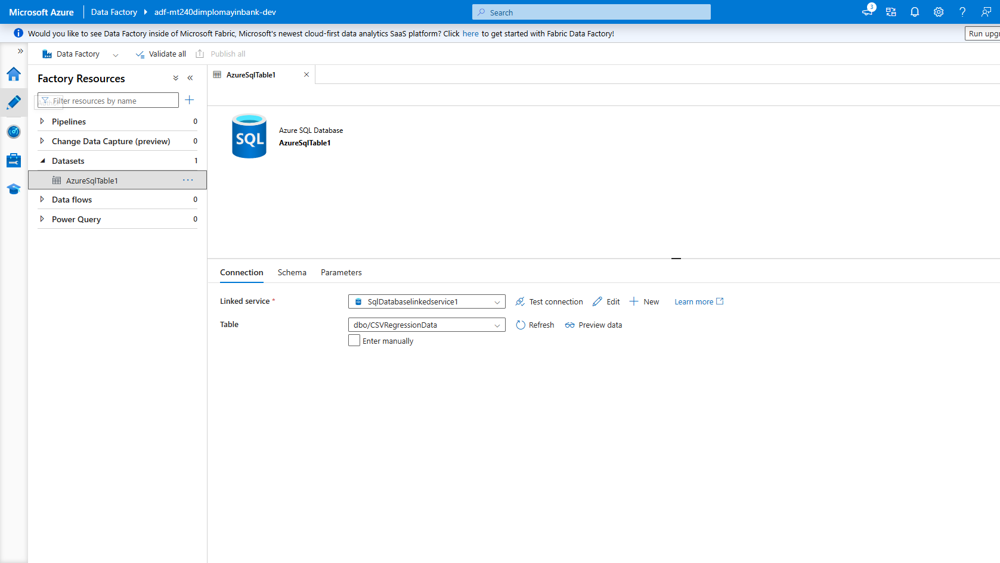 Microsoft Azure
Data Factory
adf-mt240dimplomayinbank-dev
Search
3
Would you like to see Data Factory inside of Microsoft Fabric, Microsoft's newest cloud-first data analytics SaaS platform? Click here to get started with Fabric Data Factory!
Run upgr
Data Factory
Validate all
Publish all
Factory Resources
Filter resources by name
Author
Pipelines 0
Change Data Capture (preview) 0
Datasets 1
AzureSqlTable1
Data flows 0
Power Query 0
AzureSqlTable1
SQL
Azure SQL Database
AzureSqlTable1
Connection
Schema
Parameters
Linked service *
SqlDatabaselinkedservice1
Test connection
Edit
New
Learn more
Table
dbo/CSVRegressionData
Refresh
Preview data
Enter manually